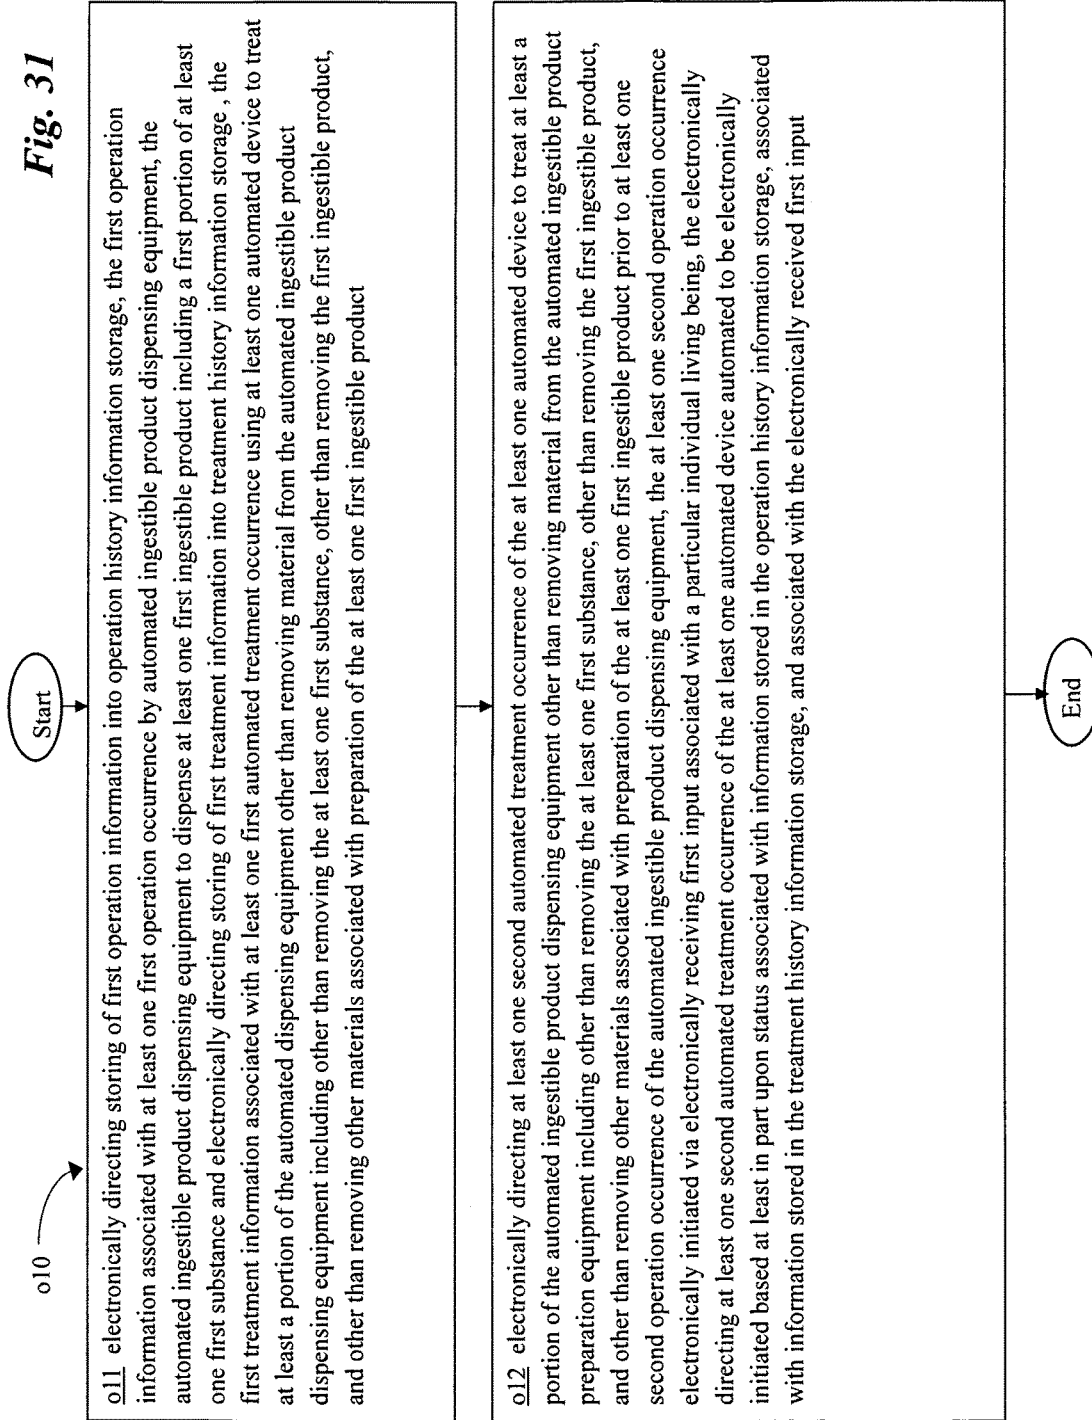 Fig. 31
Start
o10
o11 electronically directing storing of first operation information into operation history information storage, the first operation
information associated with at least one first operation occurrence by automated ingestible product dispensing equipment, the
automated ingestible product dispensing equipment to dispense at least one first ingestible product including a first portion of at least
one first substance and electronically directing storing of first treatment information into treatment history information storage , the
first treatment information associated with at least one first automated treatment occurrence using at least one automated device to treat
at least a portion of the automated dispensing equipment other than removing material from the automated ingestible product
dispensing equipment including other than removing the at least one first substance, other than removing the first ingestible product,
and other than removing other materials associated with preparation of the at least one first ingestible product
o12 electronically directing at least one second automated treatment occurrence of the at least one automated device to treat at least a
portion of the automated ingestible product dispensing equipment other than removing material from the automated ingestible product
preparation equipment including other than removing the at least one first substance, other than removing the first ingestible product,
and other than removing other materials associated with preparation of the at least one first ingestible product prior to at least one
second operation occurrence of the automated ingestible product dispensing equipment, the at least one second operation occurrence
electronically initiated via electronically receiving first input associated with a particular individual living being, the electronically
directing at least one second automated treatment occurrence of the at least one automated device automated to be electronically
initiated based at least in part upon status associated with information stored in the operation history information storage, associated
with information stored in the treatment history information storage, and associated with the electronically received first input
End